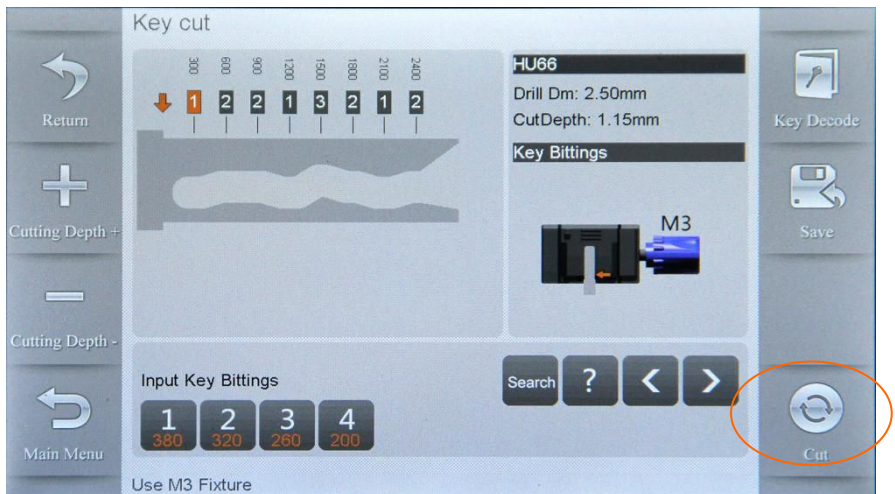 Key cut
Return
Cutting Depth +
Cutting Depth -
Main Menu
300 600 900 1200 1500 1800 2100 2400
1 2 2 1 3 2 1 2
HU66
Drill Dm: 2.50mm
CutDepth: 1.15mm
Key Bittings
M3
Input Key Bittings
1 2 3 4
380 320 260 200
Search ? < >
Use M3 Fixture
Key Decode
Save
Cut